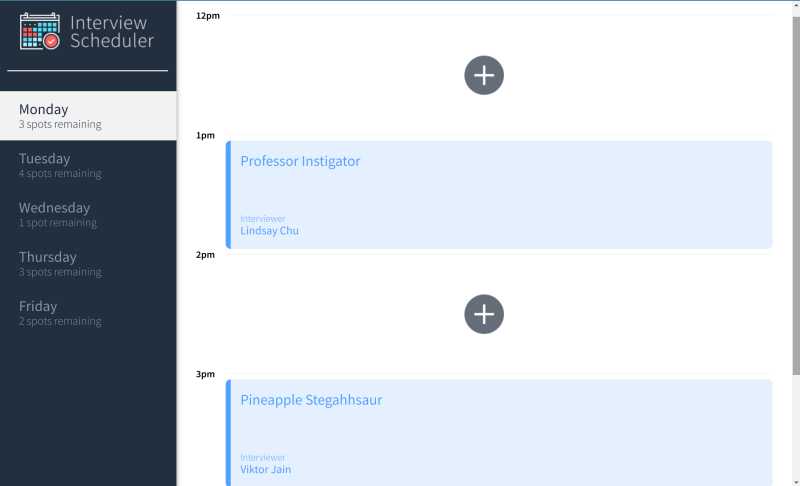 Interview
Scheduler
Monday
3 spots remaining
Tuesday
4 spots remaining
Wednesday
1 spot remaining
Thursday
3 spots remaining
Friday
2 spots remaining
12pm
1pm
Professor Instigator
Interviewer
Lindsay Chu
2pm
3pm
Pineapple Stegahhsaur
Interviewer
Viktor Jain